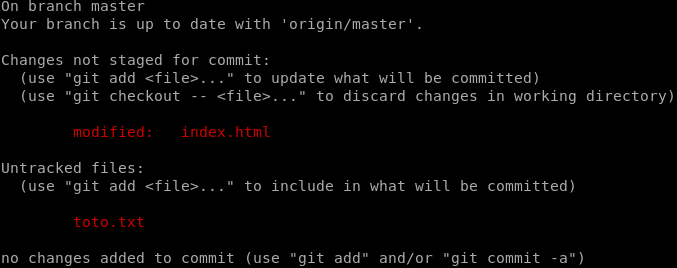 On branch master
Your branch is up to date with 'origin/master'.
Changes not staged for commit:
  (use "git add <file>..." to update what will be committed)
  (use "git checkout -- <file>..." to discard changes in working directory)
        modified:   index.html
Untracked files:
  (use "git add <file>..." to include in what will be committed)
        toto.txt
no changes added to commit (use "git add" and/or "git commit -a")